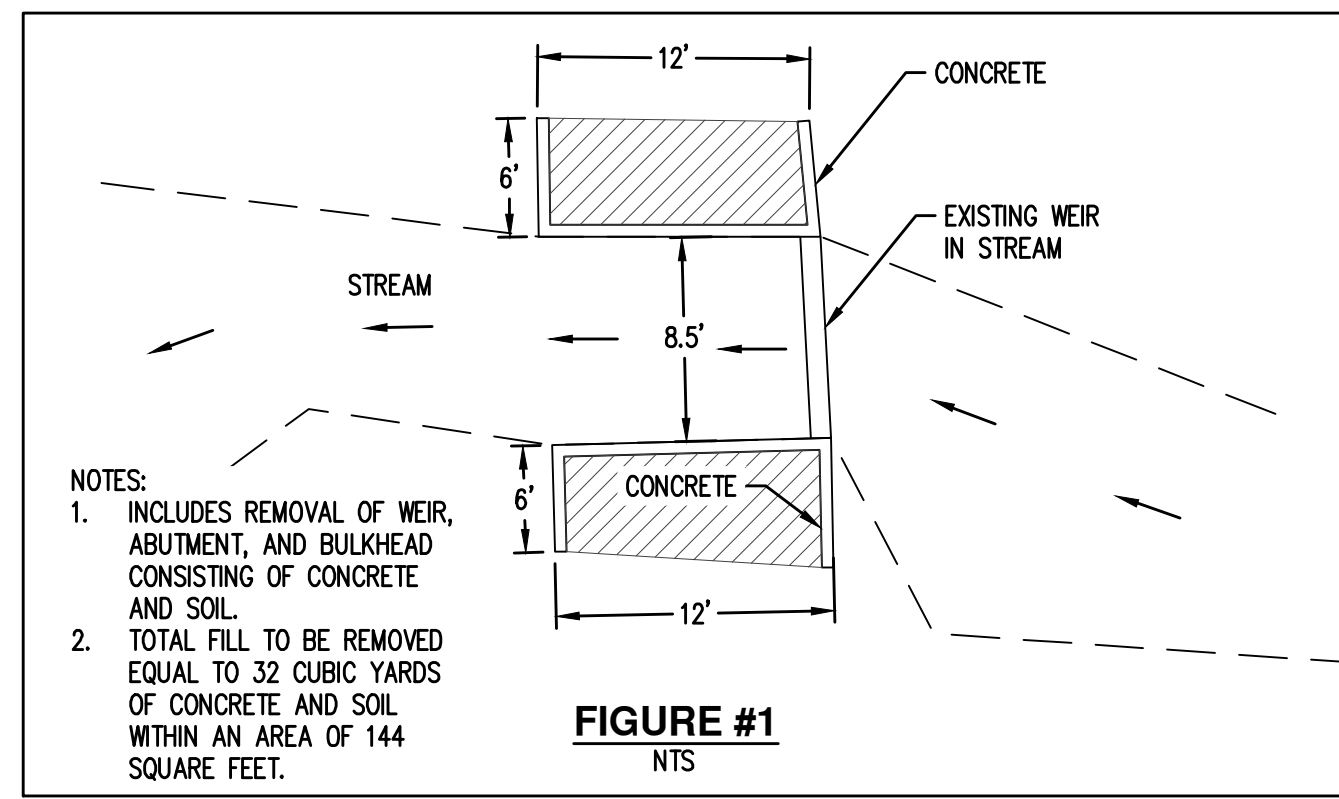 12'
CONCRETE
6'
EXISTING WEIR
IN STREAM
STREAM
8.5'
6'
CONCRETE
12'
NOTES:
1. INCLUDES REMOVAL OF WEIR,
ABUTMENT, AND BULKHEAD
CONSISTING OF CONCRETE
AND SOIL.
2. TOTAL FILL TO BE REMOVED
EQUAL TO 32 CUBIC YARDS
OF CONCRETE AND SOIL
WITHIN AN AREA OF 144
SQUARE FEET.
FIGURE #1
NTS